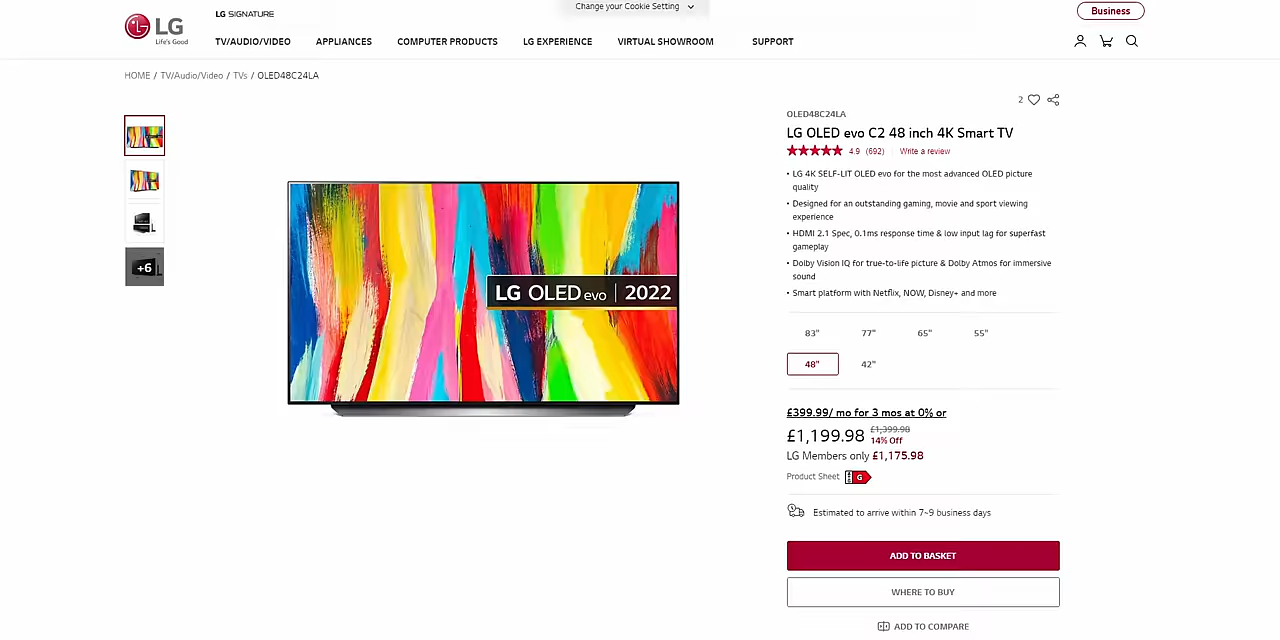 Change your Cookie Setting
Business
LG
Life's Good
LG SIGNATURE
TV/AUDIO/VIDEO APPLIANCES COMPUTER PRODUCTS LG EXPERIENCE VIRTUAL SHOWROOM SUPPORT
HOME / TV/Audio/Video / TVs / OLED48C24LA
+6
LG OLED evo | 2022
2
OLED48C24LA
LG OLED evo C2 48 inch 4K Smart TV
4.9 (692) Write a review
• LG 4K SELF-LIT OLED evo for the most advanced OLED picture
quality
• Designed for an outstanding gaming, movie and sport viewing
experience
• HDMI 2.1 Spec, 0.1ms response time & low input lag for superfast
gameplay
• Dolby Vision IQ for true-to-life picture & Dolby Atmos for immersive
sound
• Smart platform with Netflix, NOW, Disney+ and more
83" 77" 65" 55"
48" 42"
£399.99/ mo for 3 mos at 0% or
£1,199.98 £1,399.98
14% Off
LG Members only £1,175.98
Product Sheet G
Estimated to arrive within 7~9 business days
ADD TO BASKET
WHERE TO BUY
ADD TO COMPARE